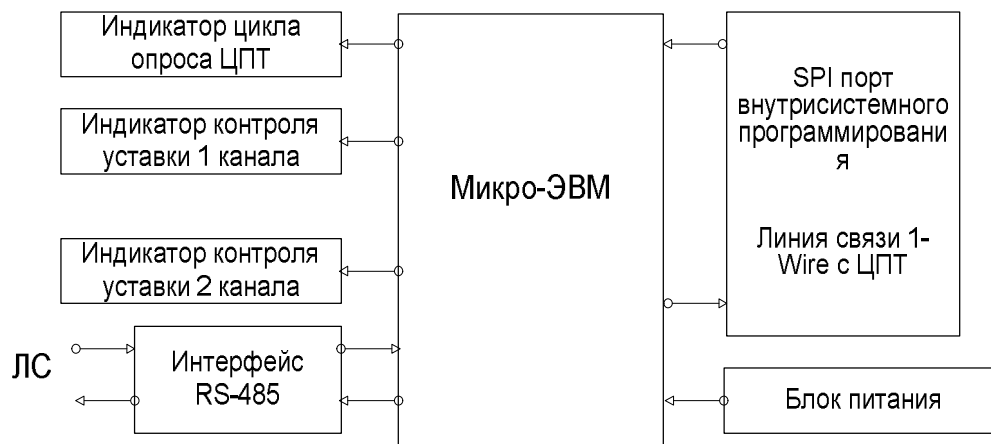 Индикатор цикла
опроса ЦПТ
Индикатор контроля
уставки 1 канала
Индикатор контроля
уставки 2 канала
ЛС
Интерфейс
RS-485
Микро-ЭВМ
SPI порт
внутрисистемного
программировани
я
Линия связи 1-
Wire с ЦПТ
Блок питания